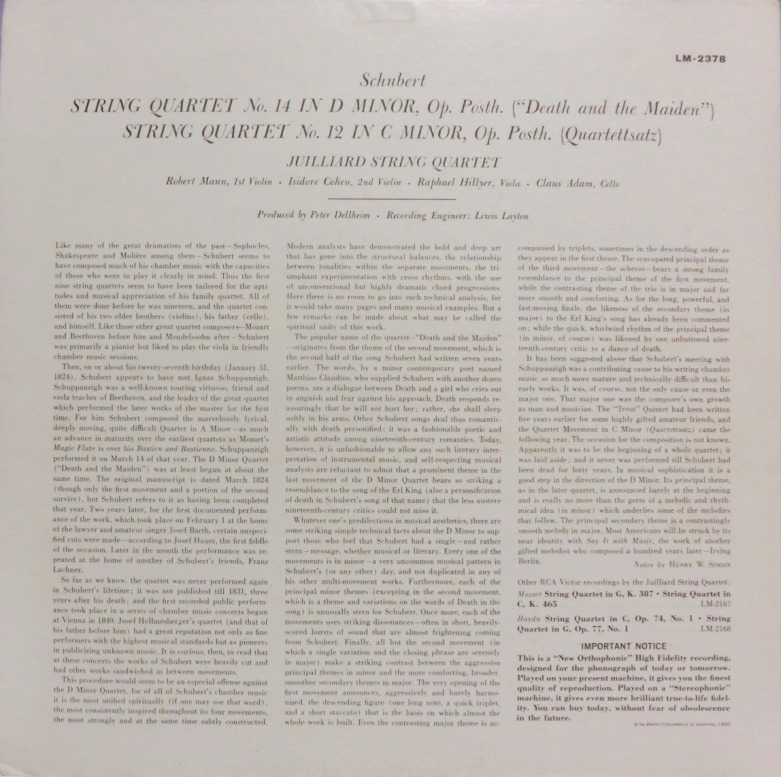 LM-2378
Schubert
STRING QUARTET No. 14 IN D MINOR, Op. Posth. ("Death and the Maiden")
STRING QUARTET No. 12 IN C MINOR, Op. Posth. (Quartettsatz)
JUILLIARD STRING QUARTET
Robert Mann, 1st Violin • Isidore Cohen, 2nd Violin • Raphael Hillyer, Viola • Claus Adam, Cello
Produced by Peter Dellheim • Recording Engineer: Lewis Layton
Like many of the great dramatists of the past—Sophocles,
Shakespeare and Molière among them—Schubert seems to
have composed much of his chamber music with the capacities
of those who were to play it clearly in mind. Thus the first
nine string quartets seem to have been tailored for the apti-
tudes and musical appreciation of his family quartet. All of
them were done before he was nineteen, and the quartet con-
sisted of his two elder brothers (violins), his father (cello),
and himself. Like those other great quartet composers—Mozart
and Beethoven before him and Mendelssohn after—Schubert
was primarily a pianist but liked to play the viola in friendly
chamber music sessions.
Then, on or about his twenty-seventh birthday (January 31,
1824), Schubert appears to have met Ignaz Schuppanzigh.
Schuppanzigh was a well-known touring virtuoso, friend and
viola teacher of Beethoven, and the leader of the great quartet
which performed the later works of the master for the first
time. For him Schubert composed the marvelously lyrical,
deeply moving, quite difficult Quartet in A Minor—as much
an advance in maturity over the earliest quartets as Mozart's
Magic Flute is over his Bastien and Bastienne. Schuppanzigh
performed it on March 14 of that year. The D Minor Quartet
("Death and the Maiden") was at least begun at about the
same time. The original manuscript is dated March 1824
(though only the first movement and a portion of the second
survive), but Schubert refers to it as having been completed
that year. Two years later, for the first documented perform-
ance of the work, which took place on February 1 at the home
of the lawyer and amateur singer Josef Barth, certain unspeci-
fied cuts were made—according to Josef Hauer, the first fiddle
of the occasion. Later in the month the performance was re-
peated at the home of another of Schubert's friends, Franz
Lachner.
So far as we know, the quartet was never performed again
in Schubert's lifetime; it was not published till 1831, three
years after his death; and the first recorded public perform-
ance took place in a series of chamber music concerts begun
at Vienna in 1849. Josef Hellmesberger's quartet (and that of
his father before him) had a great reputation not only as fine
performers with the highest musical standards but as pioneers
in publicizing unknown music. It is curious, then, to read that
at these concerts the works of Schubert were heavily cut and
had other works sandwiched in between movements.
This procedure would seem to be an especial offense against
the D Minor Quartet, for of all of Schubert's chamber music
it is the most unified spiritually (if one may use that word),
the most consistently inspired throughout its four movements,
the most strongly and at the same time subtly constructed.
Modern analysts have demonstrated the bold and deep art
that has gone into the structural balances, the relationship
between tonalities within the separate movements, the tri-
umphant experimentation with cross rhythms, with the use
of unconventional but highly dramatic chord progressions.
Here there is no room to go into such technical analysis, for
it would take many pages and many musical examples. But a
few remarks can be made about what may be called the
spiritual unity of this work.
The popular name of the quartet—"Death and the Maiden"
—originates from the theme of the second movement, which is
the second half of the song Schubert had written seven years
earlier. The words, by a minor contemporary poet named
Matthias Claudius, who supplied Schubert with another dozen
poems, are a dialogue between Death and a girl who cries out
in anguish and fear against his approach. Death responds re-
assuringly that he will not hurt her; rather, she shall sleep
softly in his arms. Other Schubert songs deal thus romantic-
ally with death personified; it was a fashionable poetic and
artistic attitude among nineteenth-century romantics. Today,
however, it is unfashionable to allow any such literary inter-
pretation of instrumental music, and self-respecting musical
analysts are reluctant to admit that a prominent theme in the
last movement of the D Minor Quartet bears so striking a
resemblance to the song of the Erl King (also a personification
of death in Schubert's song of that name) that the less austere
nineteenth-century critics could not miss it.
Whatever one's predilections in musical aesthetics, there are
some striking simple technical facts about the D Minor to sup-
port those who feel that Schubert had a single—and rather
stern—message, whether musical or literary. Every one of the
movements is in minor—a very uncommon musical pattern in
Schubert's (or any other) day, and not duplicated in any of
his other multi-movement works. Furthermore, each of the
principal minor themes (excepting in the second movement,
which is a theme and variations on the words of Death in the
song) is unusually stern for Schubert. Once more, each of the
movements uses striking dissonances—often in short, heavily-
scored bursts of sound that are almost frightening coming
from Schubert. Finally, all but the second movement (in
which a single variation and the closing phrase are serenely
in major) make a striking contrast between the aggressive
principal themes in minor and the more comforting, broader,
smoother secondary themes in major. The very opening of the
first movement announces, aggressively and barely harmo-
nized, the descending figure (one long note, a quick triplet,
and a short staccato) that is the basis on which almost the
whole work is built. Even the contrasting major theme is ac-
companied by triplets, sometimes in the descending order as
they appear in the first theme. The syncopated principal theme
of the third movement—the scherzo—bears a strong family
resemblance to the principal theme of the first movement,
while the contrasting theme of the trio is in major and far
more smooth and comforting. As for the long, powerful, and
fast-moving finale, the likeness of the secondary theme (in
major) to the Erl King's song has already been commented
on; while the quick, whirlwind rhythm of the principal theme
(in minor, of course) was likened by one unbuttoned nine-
teenth-century critic to a dance of death.
It has been suggested above that Schubert's meeting with
Schuppanzigh was a contributing cause to his writing chamber
music so much more mature and technically difficult than his
early works. It was, of course, not the only cause or even the
major one. That major one was the composer's own growth
as man and musician. The "Trout" Quintet had been written
five years earlier for some highly gifted amateur friends, and
the Quartet Movement in C Minor (Quartettsatz) came the
following year. The occasion for the composition is not known.
Apparently it was to be the beginning of a whole quartet; it
was laid aside; and it never was performed till Schubert had
been dead for forty years. In musical sophistication it is a
good step in the direction of the D Minor. Its principal theme,
as in the later quartet, is announced barely at the beginning
and is really no more than the germ of a melodic and rhyth-
mical idea (in minor) which underlies some of the melodies
that follow. The principal secondary theme is a contrastingly
smooth melody in major. Most Americans will be struck by its
near identity with Say It with Music, the work of another
gifted melodist who composed a hundred years later—Irving
Berlin.
Notes by HENRY W. SIMON
Other RCA Victor recordings by the Juilliard String Quartet:
Mozart String Quartet in G, K. 387 • String Quartet in
C, K. 465 LM-2167
Haydn String Quartet in C, Op. 74, No. 1 • String
Quartet in G, Op. 77, No. 1 LM-2168
IMPORTANT NOTICE
This is a "New Orthophonic" High Fidelity recording,
designed for the phonograph of today or tomorrow.
Played on your present machine, it gives you the finest
quality of reproduction. Played on a "Stereophonic"
machine, it gives even more brilliant true-to-life fidel-
ity. You can buy today, without fear of obsolescence
in the future.